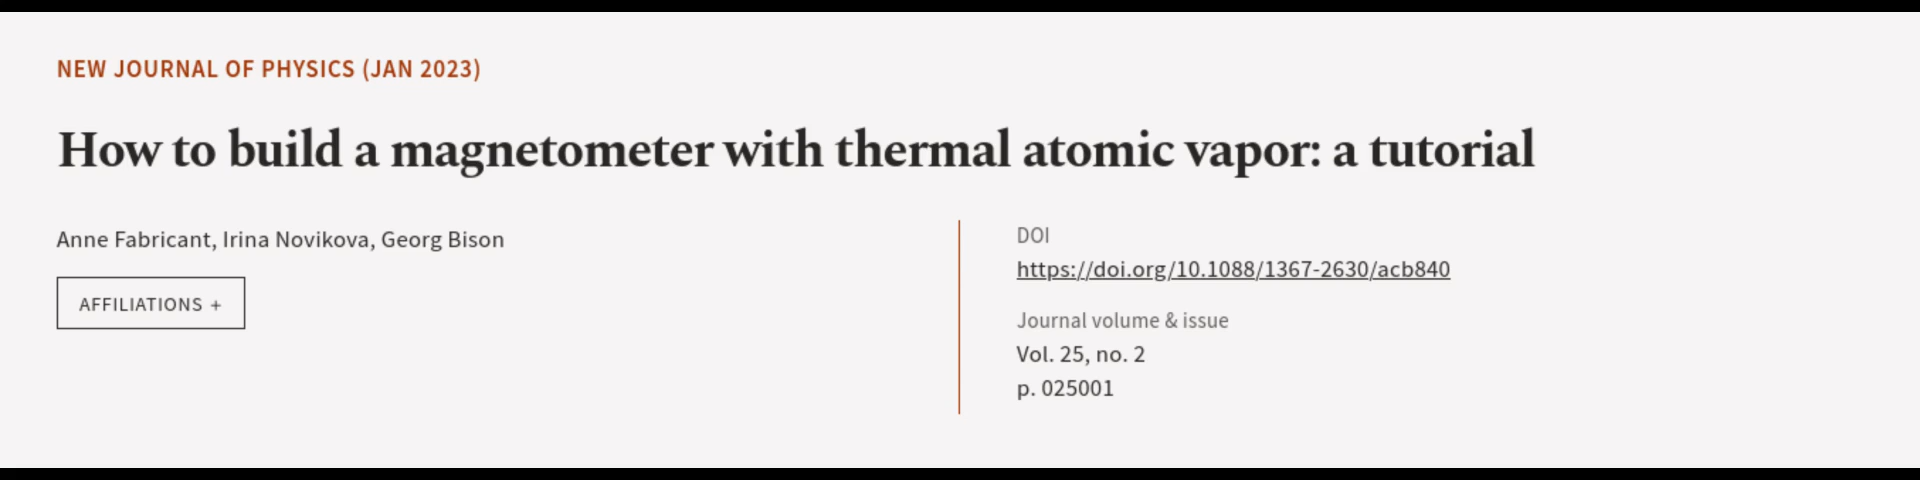 NEW JOURNAL OF PHYSICS (JAN 2023)
How to build a magnetometer with thermal atomic vapor: a tutorial
Anne Fabricant, Irina Novikova, Georg Bison
AFFILIATIONS +
DOI
https://doi.org/10.1088/1367-2630/acb840
Journal volume & issue
Vol. 25, no. 2
p. 025001